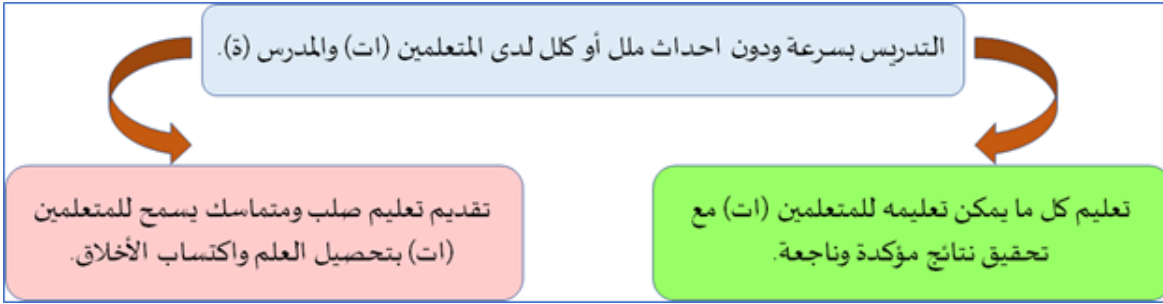 التدريس بسرعة ودون احداث ملل أو كلل لدى المتعلمين (ات) والمدرس (ة).
تعليم كل ما يمكن تعليمه للمتعلمين (ات) مع
تحقيق نتائج مؤكدة وناجعة.
تقديم تعليم صلب ومتماسك يسمح للمتعلمين
(ات) بتحصيل العلم واكتساب الأخلاق.